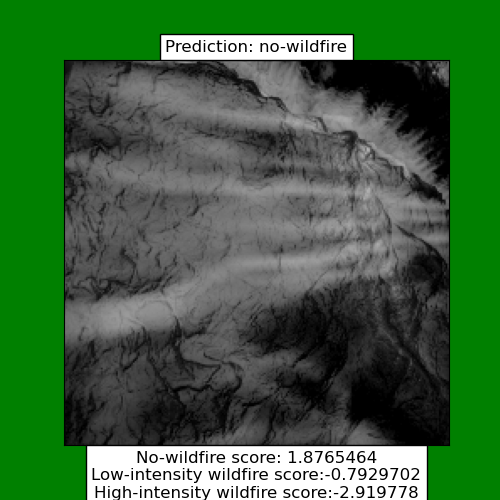 Prediction: no-wildfire
No-wildfire score: 1.8765464
Low-intensity wildfire score:-0.7929702
High-intensity wildfire score:-2.919778